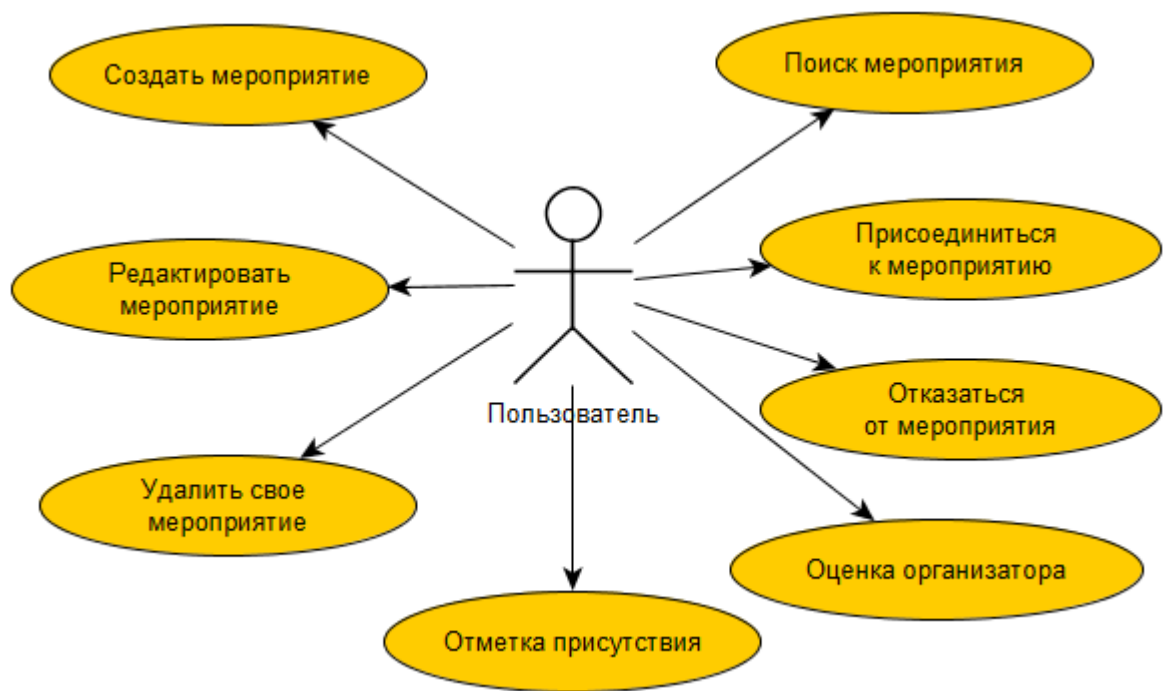 Создать мероприятие
Поиск мероприятия
Редактировать
мероприятие
Присоединиться
к мероприятию
Пользователь
Отказаться
от мероприятия
Удалить свое
мероприятие
Оценка организатора
Отметка присутствия